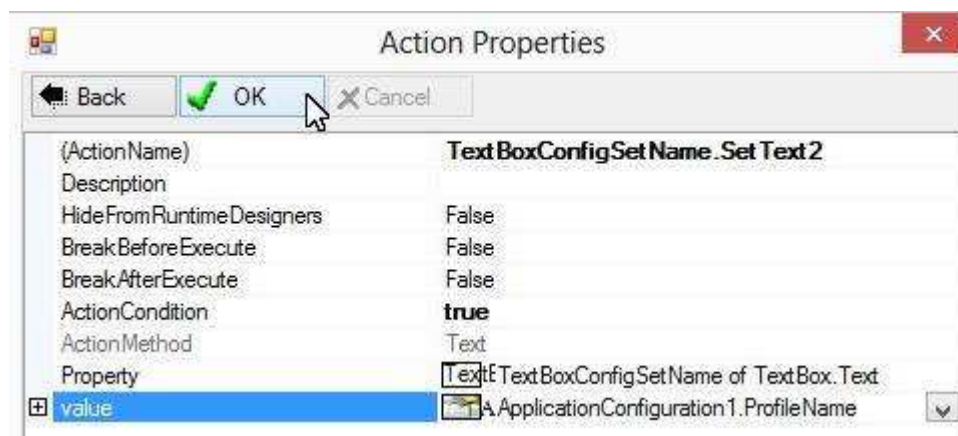 Action Properties
Back OK Cancel
(ActionName) TextBoxConfigSetName.SetText2
Description
HideFromRuntimeDesigners False
BreakBeforeExecute False
BreakAfterExecute False
ActionCondition true
ActionMethod Text
Property TextE TextBoxConfigSetName of TextBox.Text
value A ApplicationConfiguration1.ProfileName